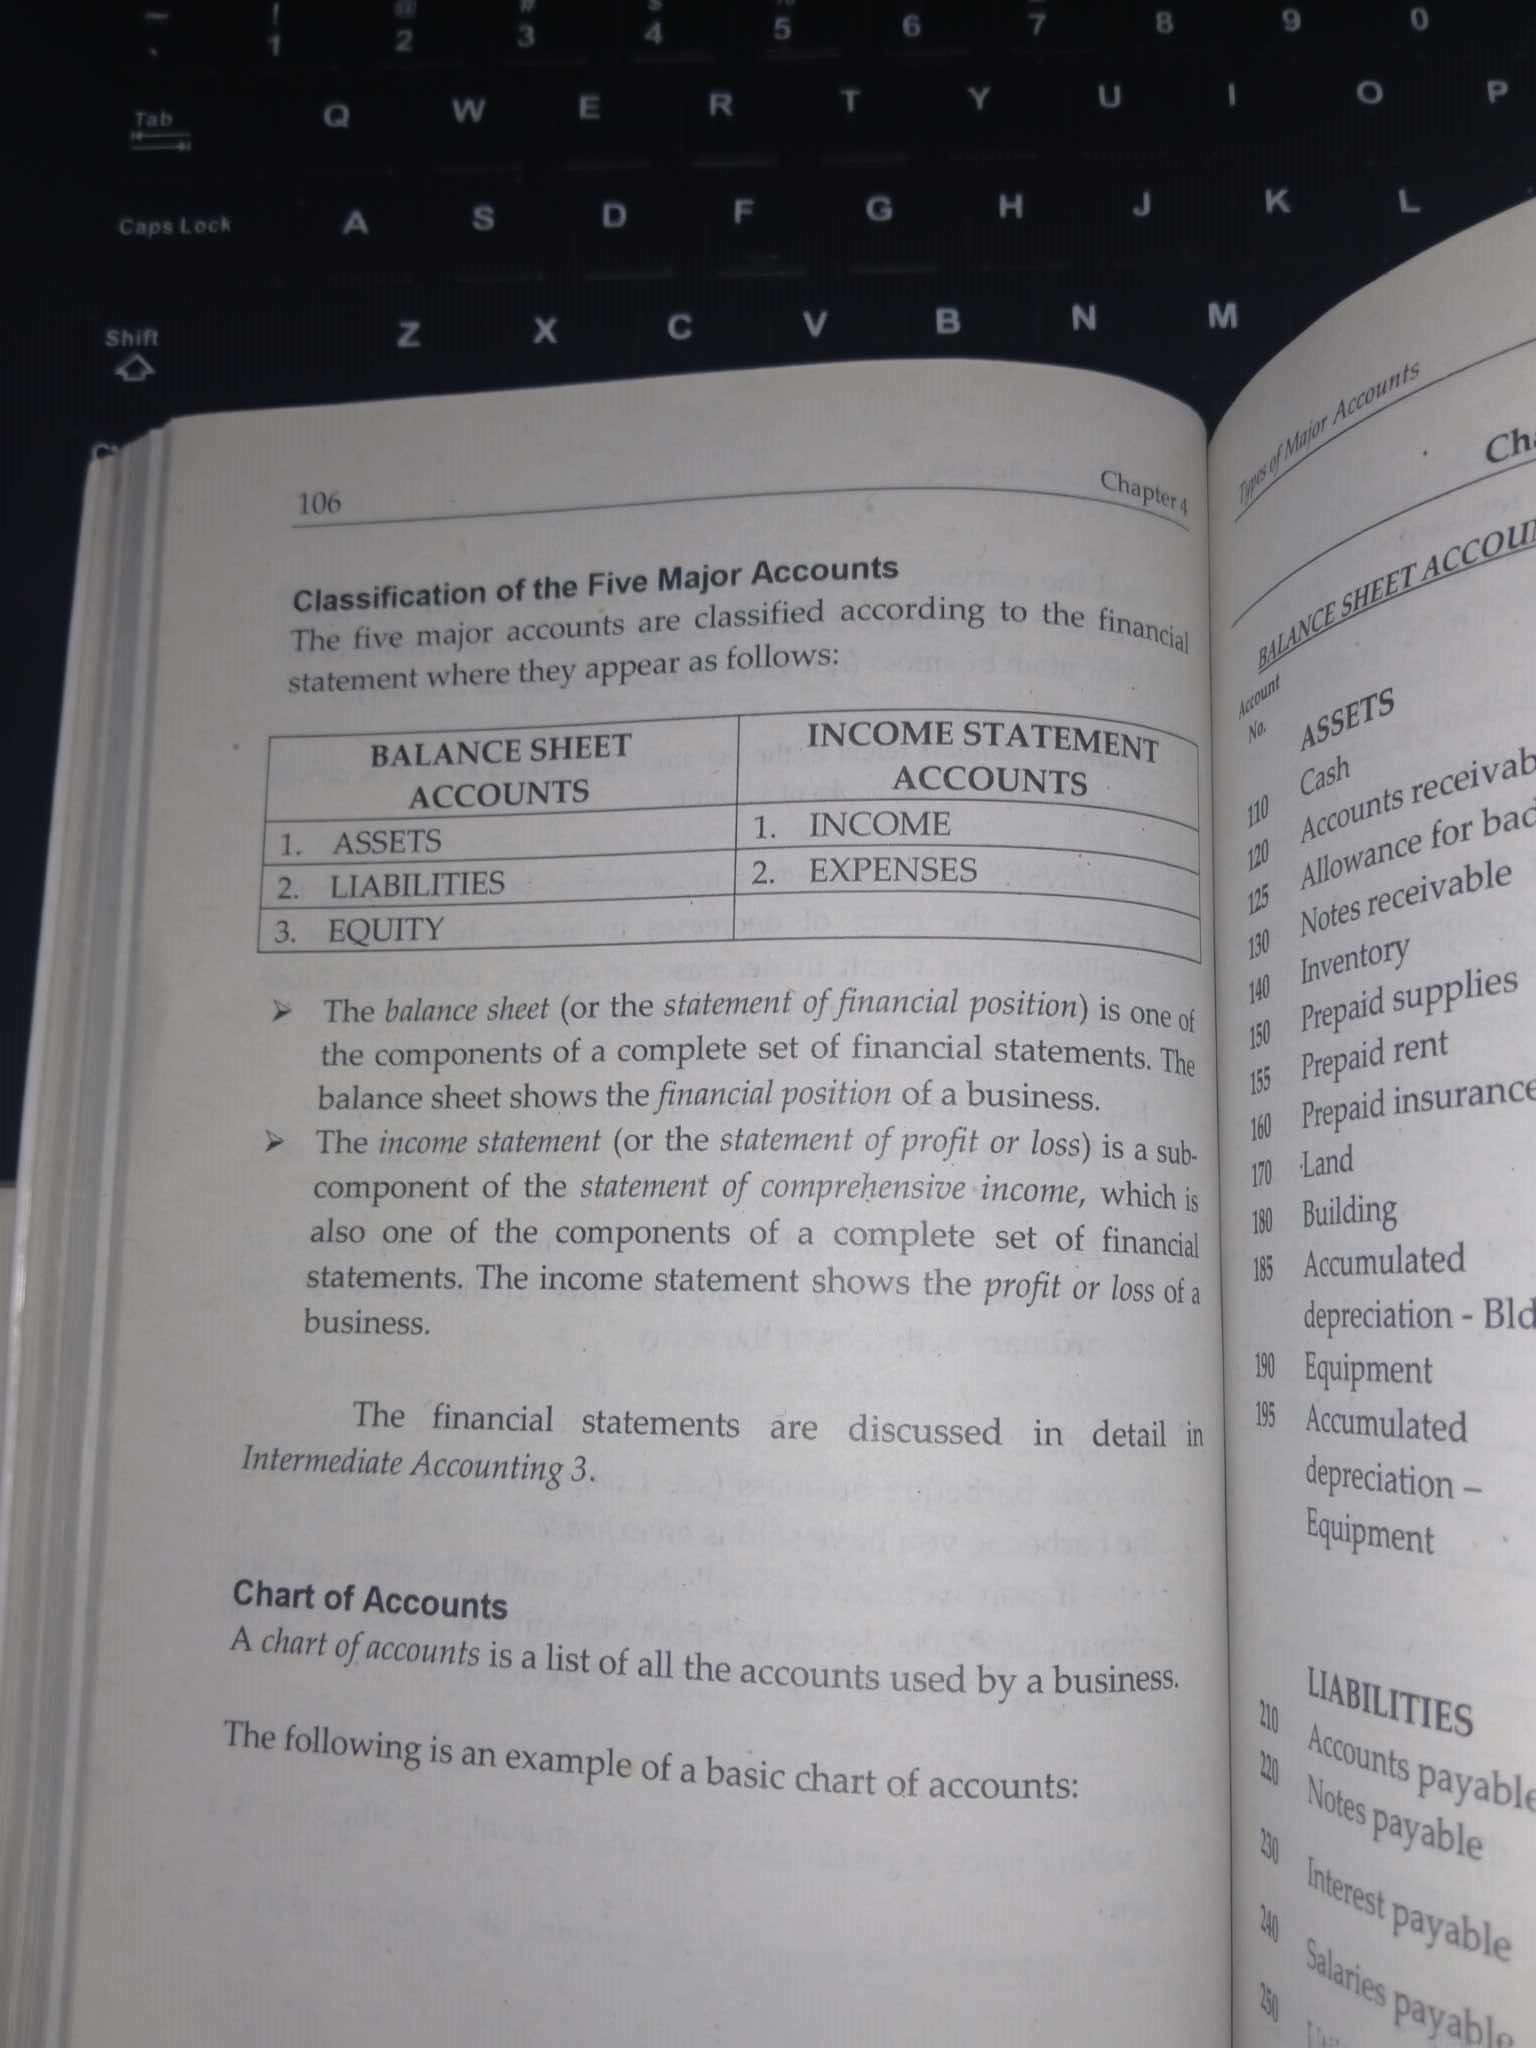 ~ ! @ # $ %
` 1 2 3 4 5 6 7 8 9 0
Tab Q W E R T Y U I O P
Caps Lock A S D F G H J K L
Shift Z X C V B N M
106 Chapter 4
Classification of the Five Major Accounts
The five major accounts are classified according to the financial
statement where they appear as follows:
BALANCE SHEET
ACCOUNTS
INCOME STATEMENT
ACCOUNTS
1. ASSETS 1. INCOME
2. LIABILITIES 2. EXPENSES
3. EQUITY
➢ The balance sheet (or the statement of financial position) is one of
the components of a complete set of financial statements. The
balance sheet shows the financial position of a business.
➢ The income statement (or the statement of profit or loss) is a sub-
component of the statement of comprehensive income, which is
also one of the components of a complete set of financial
statements. The income statement shows the profit or loss of a
business.
The financial statements are discussed in detail in
Intermediate Accounting 3.
Chart of Accounts
A chart of accounts is a list of all the accounts used by a business.
The following is an example of a basic chart of accounts:
Types of Major Accounts
BALANCE SHEET
Account
No.
ASSETS
110 Cash
120 Accounts
125 Allowance for
130 Notes receivable
140 Inventory
150 Prepaid supplies
155 Prepaid rent
160 Prepaid insurance
170 Land
180 Building
185 Accumulated
depreciation -
190 Equipment
195 Accumulated
depreciation –
Equipment
LIABILITIES
210 Accounts payable
220 Notes payable
230 Interest payable
240 Salaries payable
250